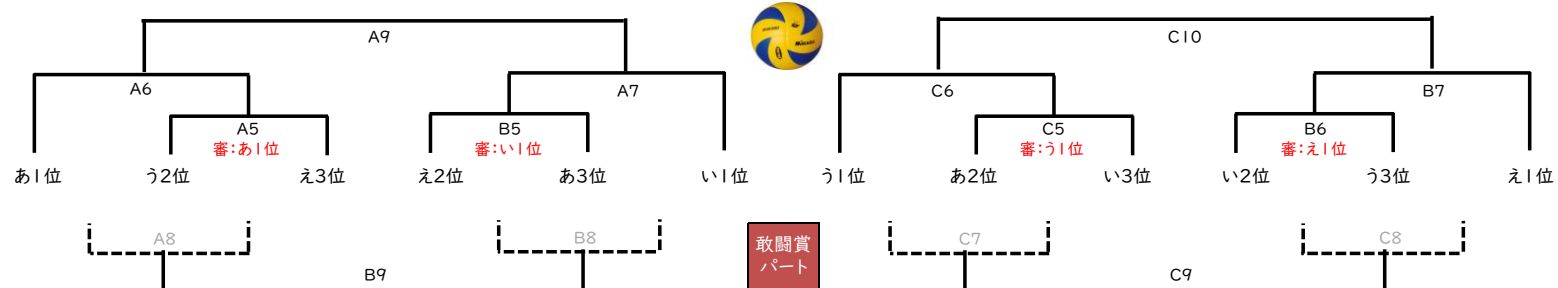 A9
C10
A6
A7
C6
B7
A5
審:あ1位
B5
審:い1位
C5
審:う1位
B6
審:え1位
あ1位 う2位 え3位 え2位 あ3位 い1位 う1位 あ2位 い3位 い2位 う3位 え1位
A8
B8
敢闘賞
パート
C7
C8
B9
C9
MIKASA